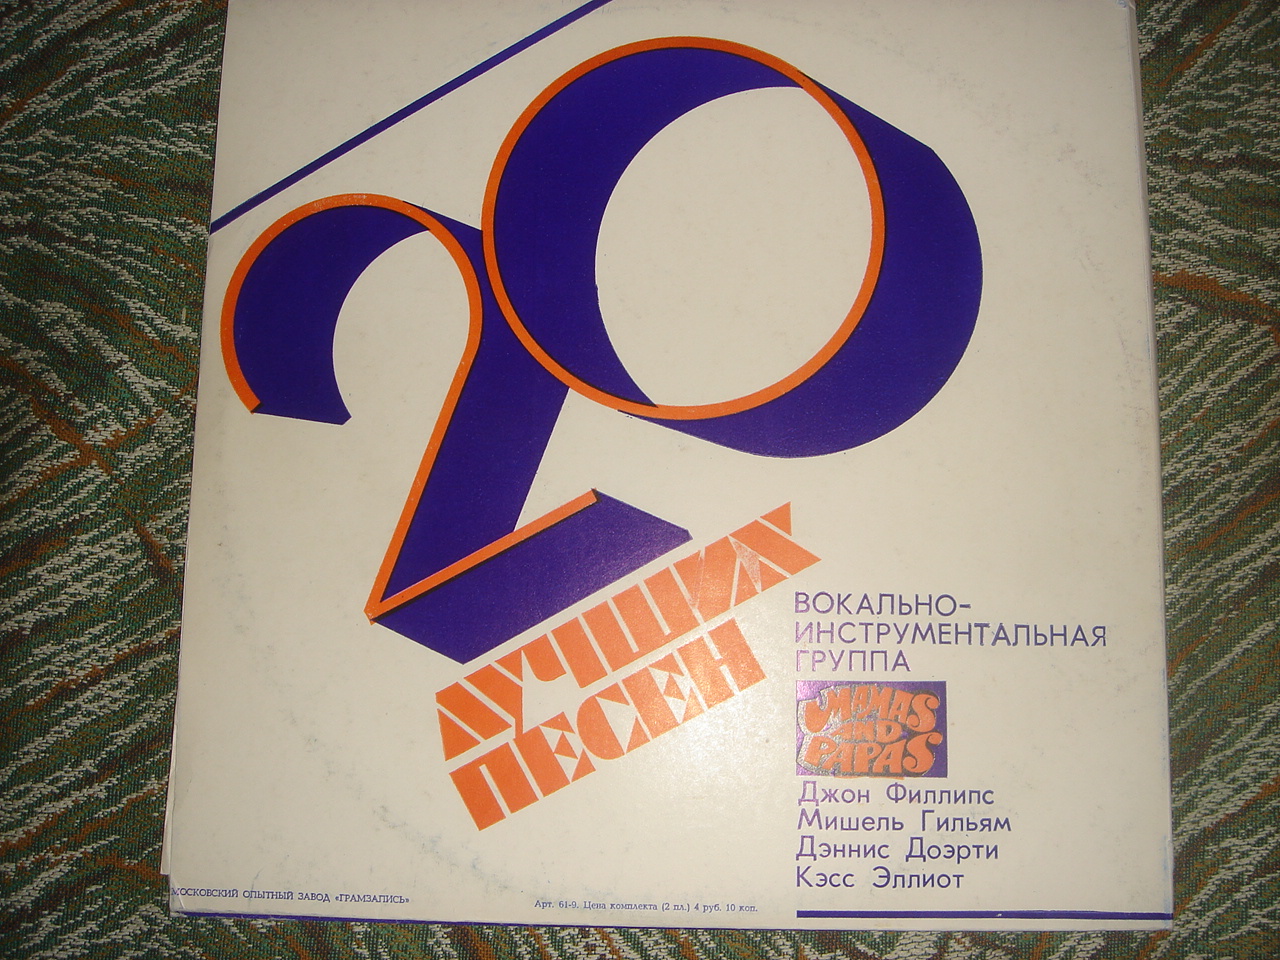 20
ЛУЧШИХ
ПЕСЕН
ВОКАЛЬНО-
ИНСТРУМЕНТАЛЬНАЯ
ГРУППА
MAMAS
AND
PAPAS
Джон Филлипс
Мишель Гильям
Дэннис Доэрти
Кэсс Эллиот
МОСКОВСКИЙ ОПЫТНЫЙ ЗАВОД «ГРАМЗАПИСЬ»
Арт. 61-9. Цена комплекта (2 пл.) 4 руб. 10 коп.